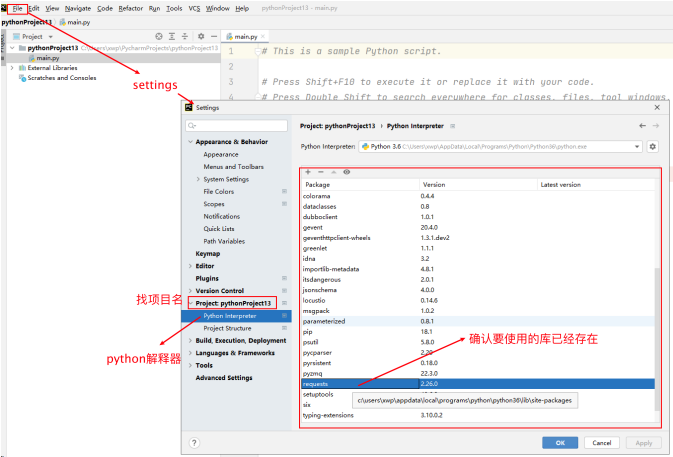 File Edit View Navigate Code Refactor Run Tools VCS Window Help pythonProject13 - main.py
pythonProject13 main.py
Project
main.py
pythonProject13 C:\Users\xwp\PycharmProjects\pythonProject13
main.py
External Libraries
Scratches and Consoles
1 # This is a sample Python script.
2
3 # Press Shift+F10 to execute it or replace it with your code.
4 # Press Double Shift to search everywhere for classes, files, tool windows,
settings
Settings
Appearance & Behavior
Appearance
Menus and Toolbars
System Settings
File Colors
Scopes
Notifications
Quick Lists
Path Variables
Keymap
Editor
Plugins
Version Control
找项目名
Project: pythonProject13
Python Interpreter
Project Structure
python解释器
Build, Execution, Deployment
Languages & Frameworks
Tools
Advanced Settings
Project: pythonProject13 › Python Interpreter
Python Interpreter: Python 3.6 C:\Users\xwp\AppData\Local\Programs\Python\Python36\python.exe
Package Version Latest version
colorama 0.4.4
dataclasses 0.8
dubboclient 1.0.1
gevent 20.4.0
geventhttpclient-wheels 1.3.1.dev2
greenlet 1.1.1
idna 3.2
importlib-metadata 4.8.1
itsdangerous 2.0.1
jsonschema 4.0.0
locustio 0.14.6
msgpack 1.0.2
parameterized 0.8.1
pip 18.1
psutil 5.8.0
pycparser 2.20
pyrsistent 0.18.0
pyzmq 22.3.0
requests 2.26.0
setuptools
c:\users\xwp\appdata\local\programs\python\python36\lib\site-packages
six
typing-extensions 3.10.0.2
确认要使用的库已经存在
?
OK Cancel Apply